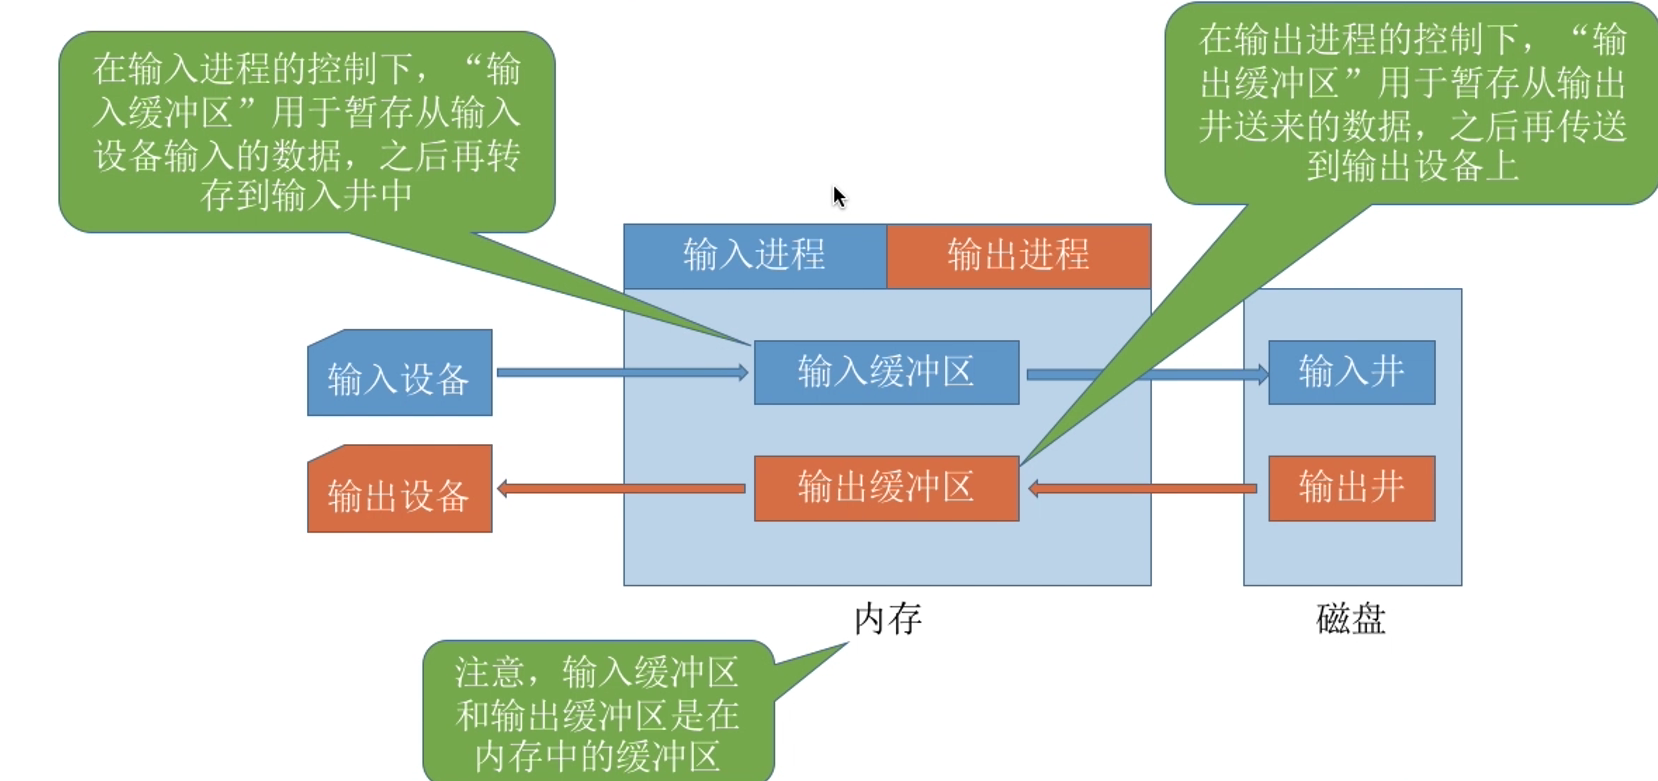 在输入进程的控制下，“输
入缓冲区”用于暂存从输入
设备输入的数据，之后再转
存到输入井中
在输出进程的控制下，“输
出缓冲区”用于暂存从输出
井送来的数据，之后再传送
到输出设备上
输入进程
输出进程
输入设备
输入缓冲区
输入井
输出设备
输出缓冲区
输出井
内存
磁盘
注意，输入缓冲区
和输出缓冲区是在
内存中的缓冲区